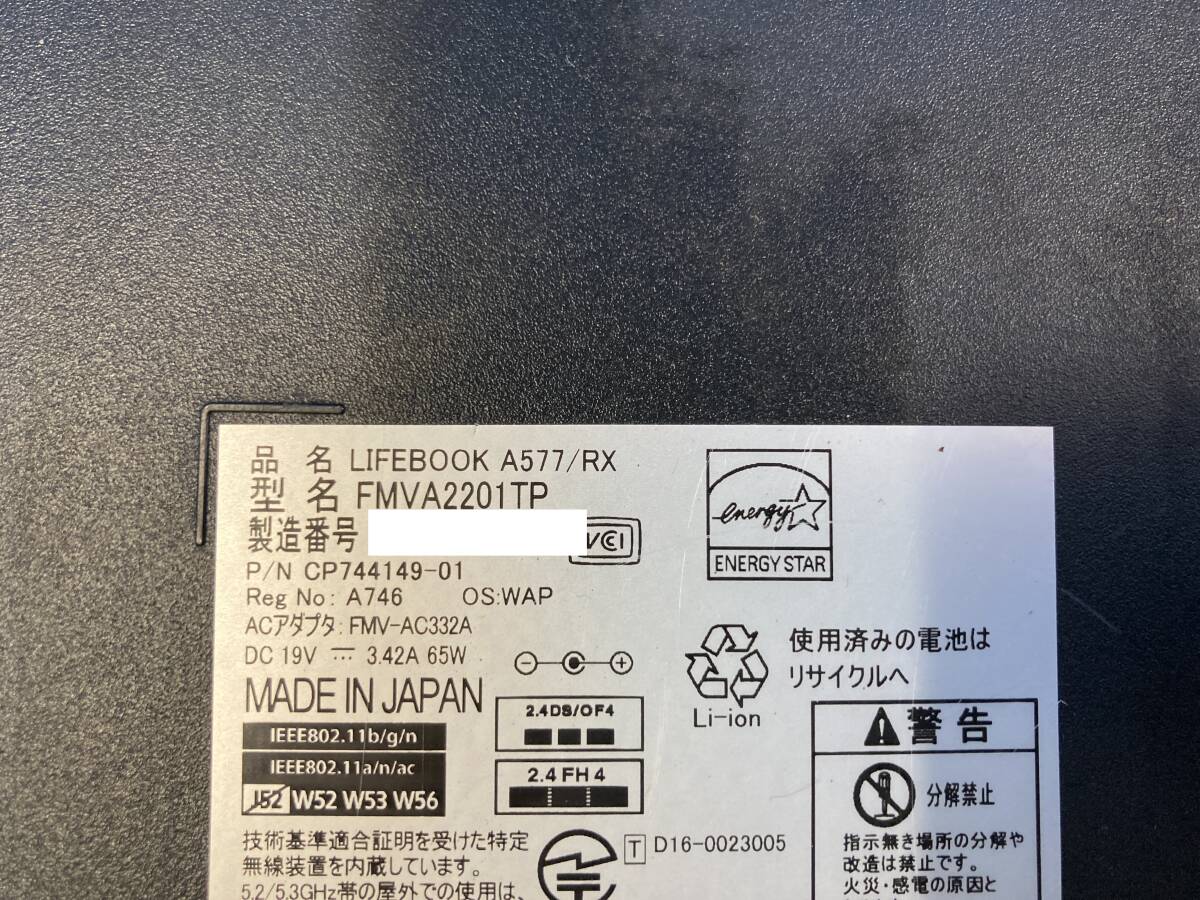 品名 LIFEBOOK A577/RX
型名 FMVA2201TP
製造番号
VCCI
P/N CP744149-01
Reg No: A746 OS:WAP
ACアダプタ: FMV-AC332A
DC 19V 3.42A 65W
MADE IN JAPAN
IEEE802.11b/g/n
IEEE802.11a/n/ac
J52 W52 W53 W56
2.4DS/OF4
2.4FH4
技術基準適合証明を受けた特定
無線装置を内蔵しています。
5.2/5.3GHz帯の屋外での使用は、
T D16-0023005
energy
ENERGY STAR
使用済みの電池は
リサイクルへ
Li-ion
警告
分解禁止
指示無き場所の分解や
改造は禁止です。
火災・感電の原因と